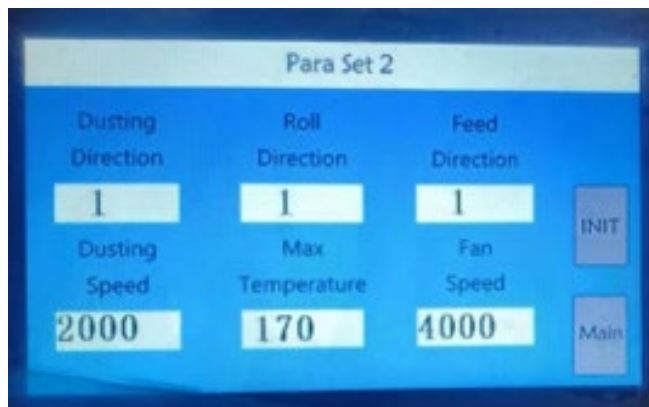 Para Set 2
Dusting Direction
Roll Direction
Feed Direction
1
1
1
INIT
Dusting Speed
Max Temperature
Fan Speed
2000
170
4000
Main